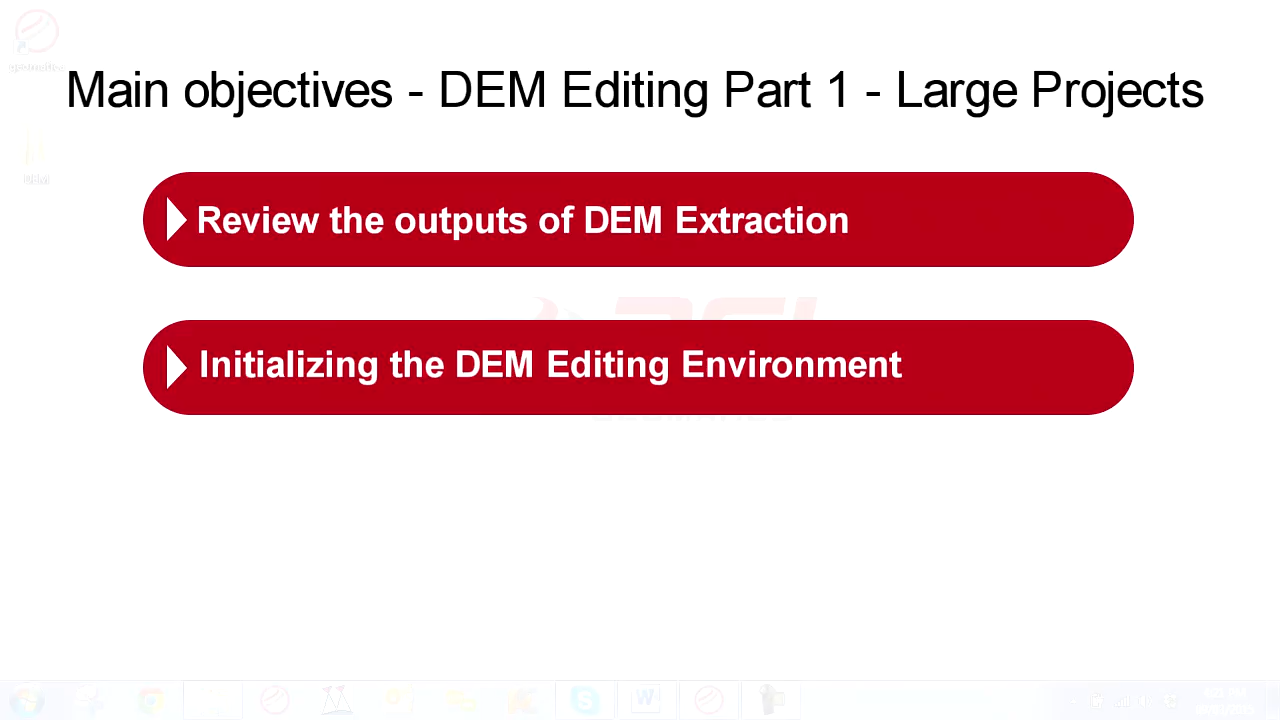 Main objectives - DEM Editing Part 1 - Large Projects
Review the outputs of DEM Extraction
Initializing the DEM Editing Environment